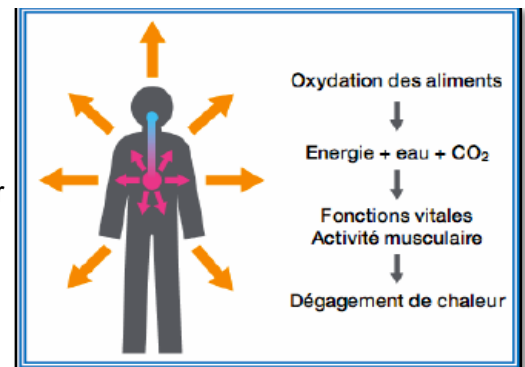 Oxydation des aliments
Energie + eau + CO₂
Fonctions vitales
Activité musculaire
Dégagement de chaleur
r